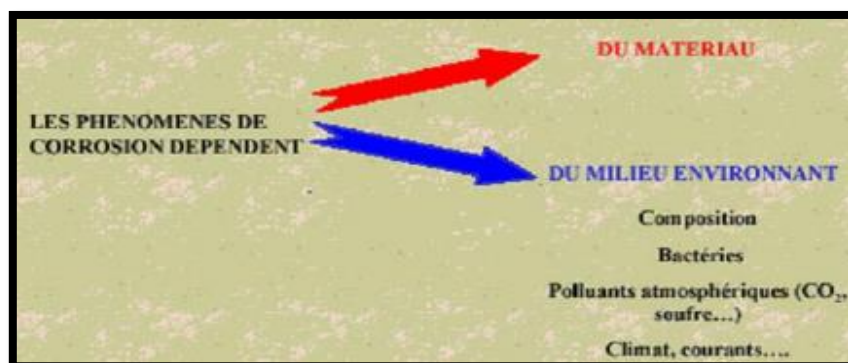 DU MATERIAU
LES PHENOMENES DE
CORROSION DEPENDENT
DU MILIEU ENVIRONNANT
Composition
Bactéries
Polluants atmosphériques (CO₂,
soufre…)
Climat, courants….